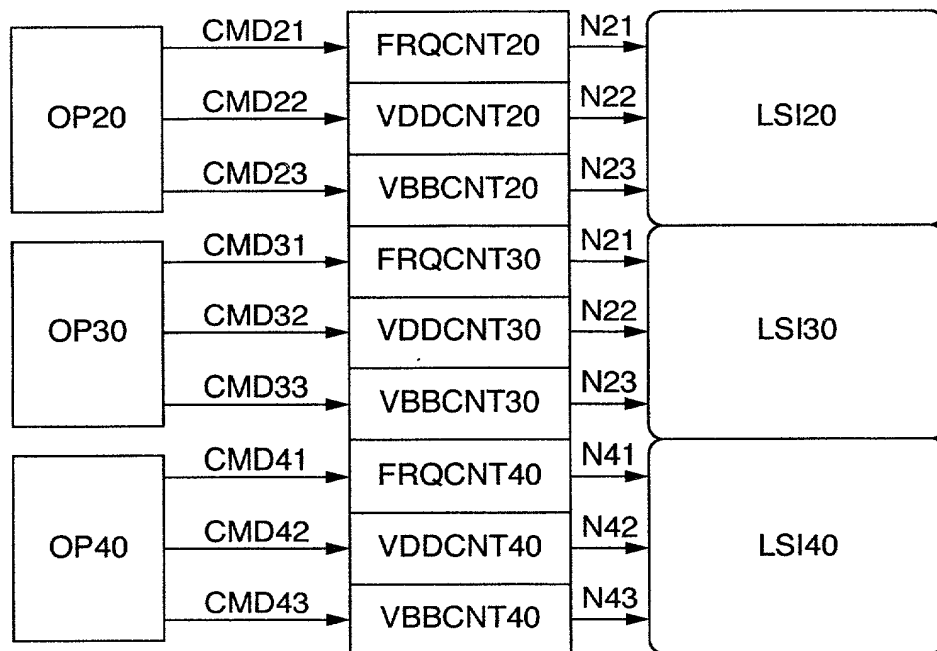 CMD21 FRQCNT20 N21
OP20 CMD22 VDDCNT20 N22 LSI20
CMD23 VBBCNT20 N23
CMD31 FRQCNT30 N21
OP30 CMD32 VDDCNT30 N22 LSI30
CMD33 VBBCNT30 N23
CMD41 FRQCNT40 N41
OP40 CMD42 VDDCNT40 N42 LSI40
CMD43 VBBCNT40 N43